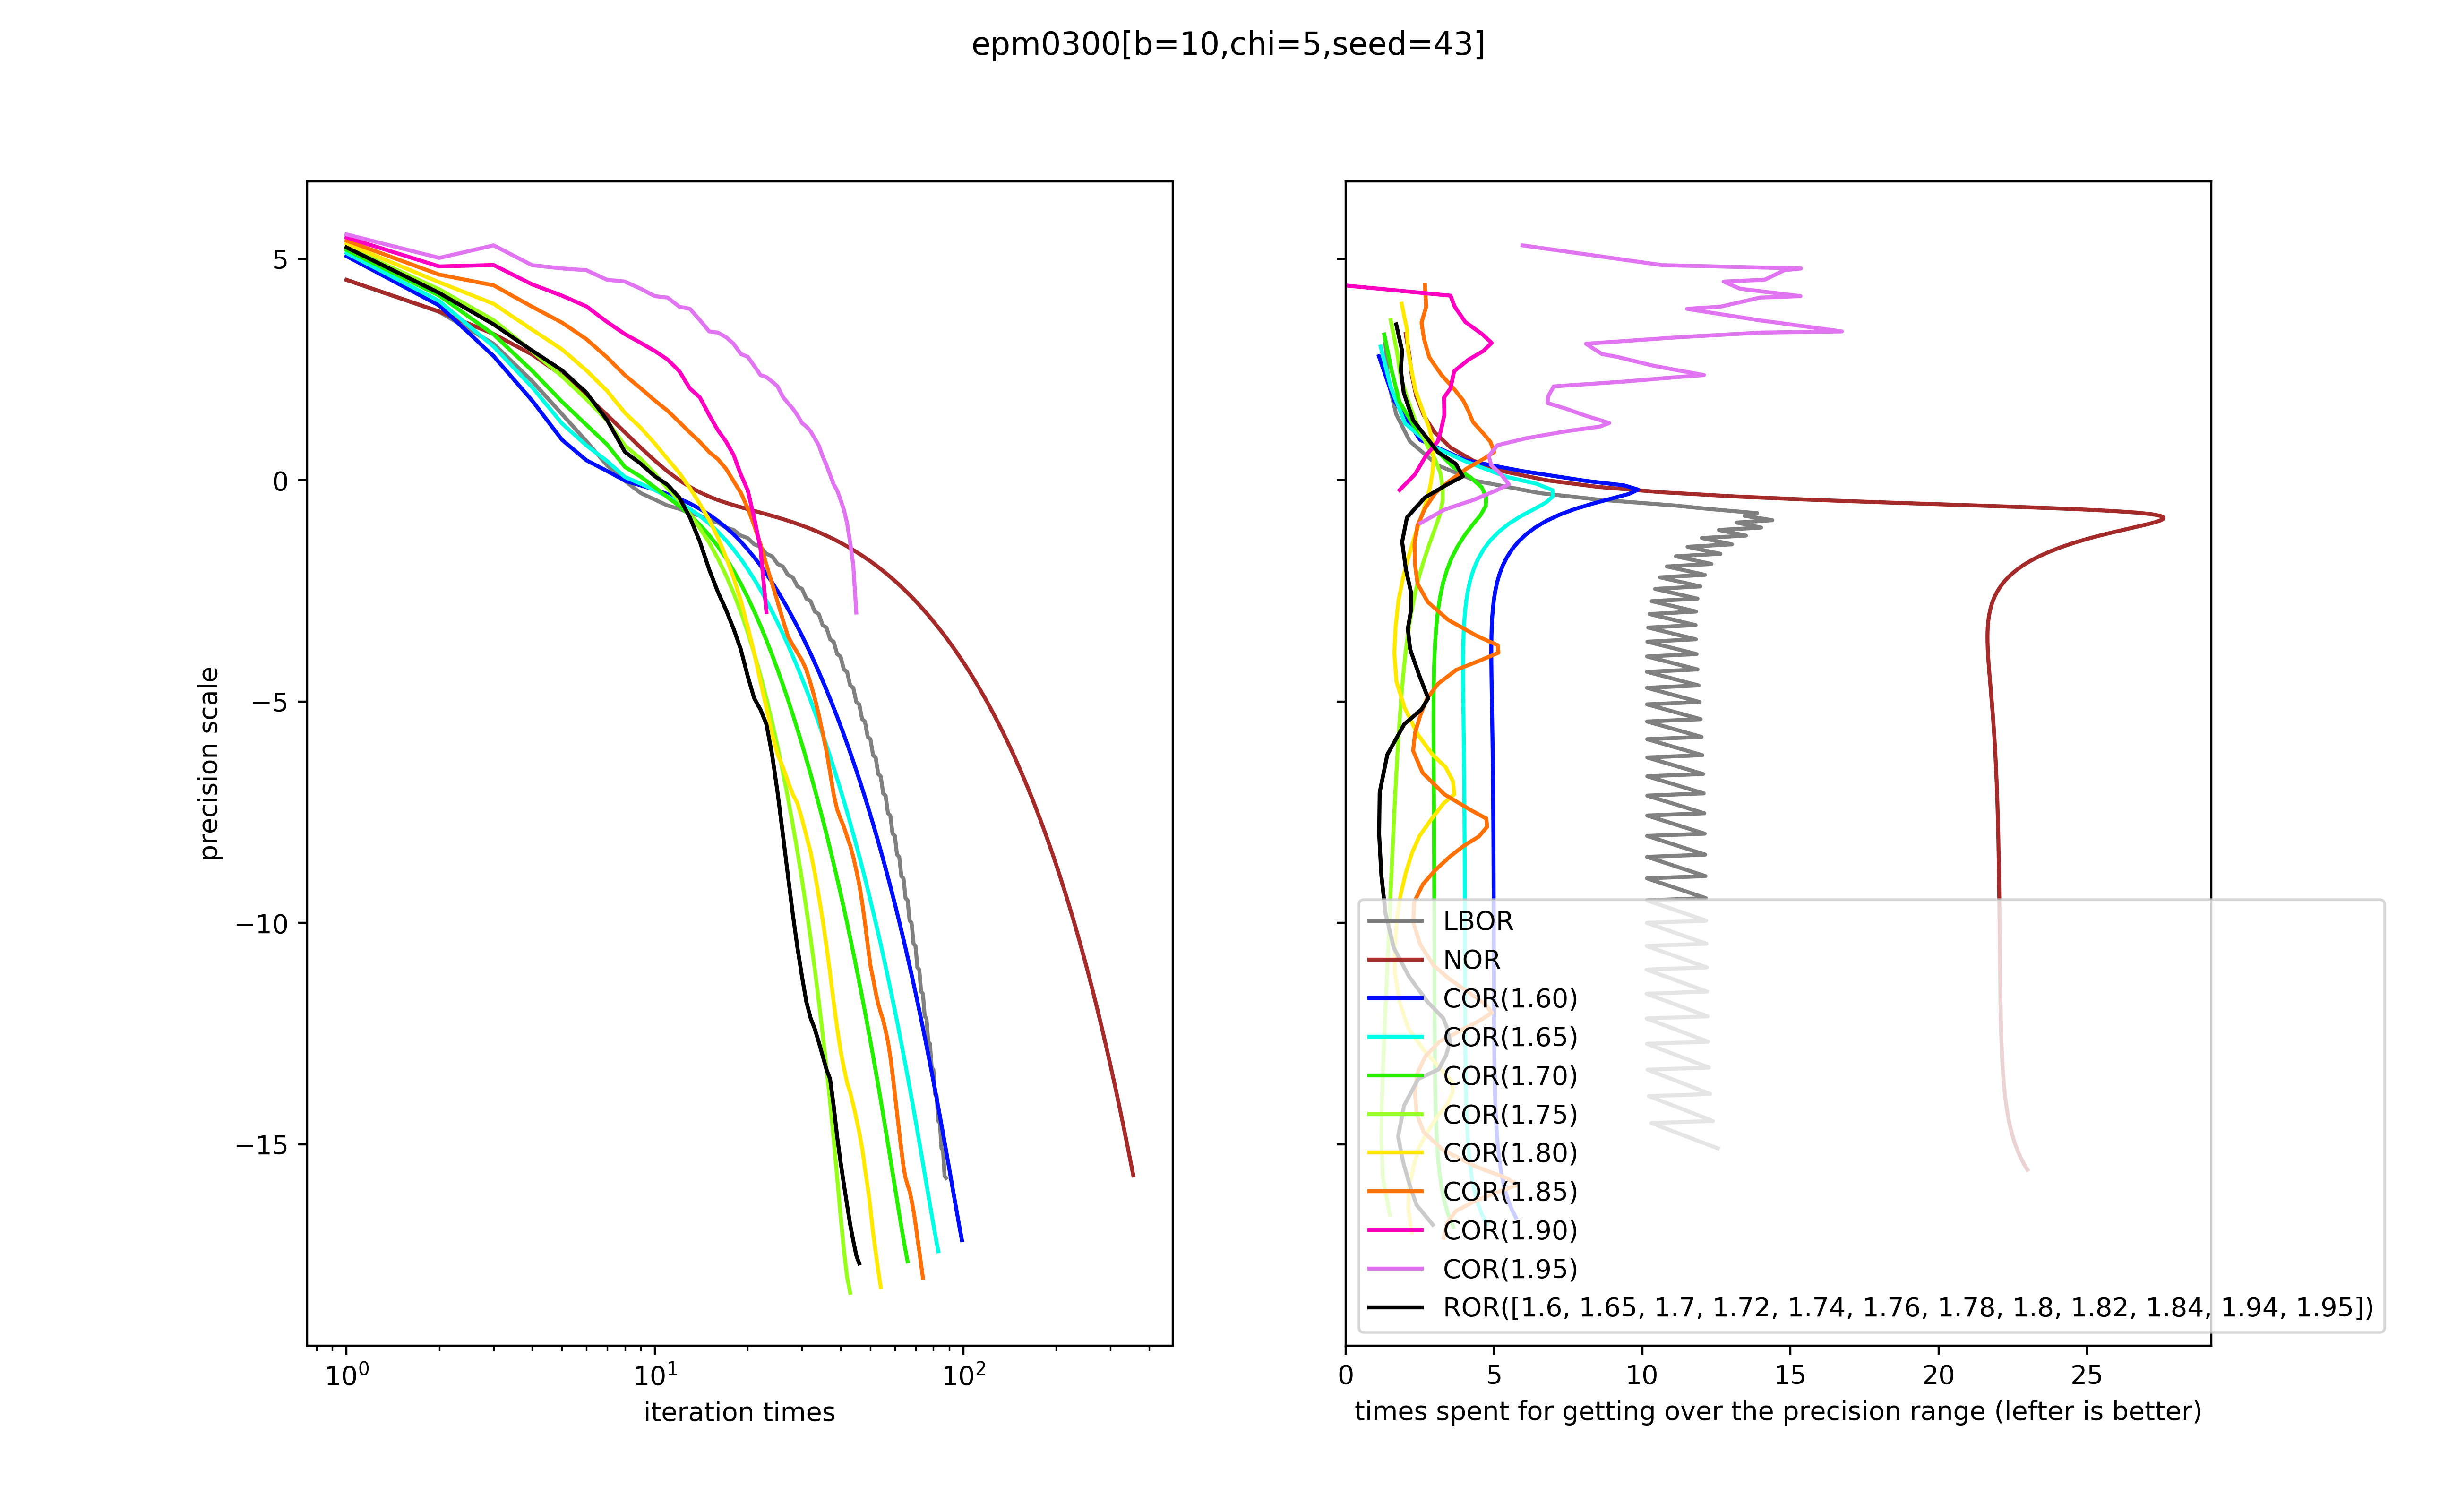 epm0300[b=10,chi=5,seed=43]
precision scale
5
0
−5
−10
−15
10⁰
10¹
10²
iteration times
LBOR
NOR
COR(1.60)
COR(1.65)
COR(1.70)
COR(1.75)
COR(1.80)
COR(1.85)
COR(1.90)
COR(1.95)
ROR([1.6, 1.65, 1.7, 1.72, 1.74, 1.76, 1.78, 1.8, 1.82, 1.84, 1.94, 1.95])
0 5 10 15 20 25
times spent for getting over the precision range (lefter is better)